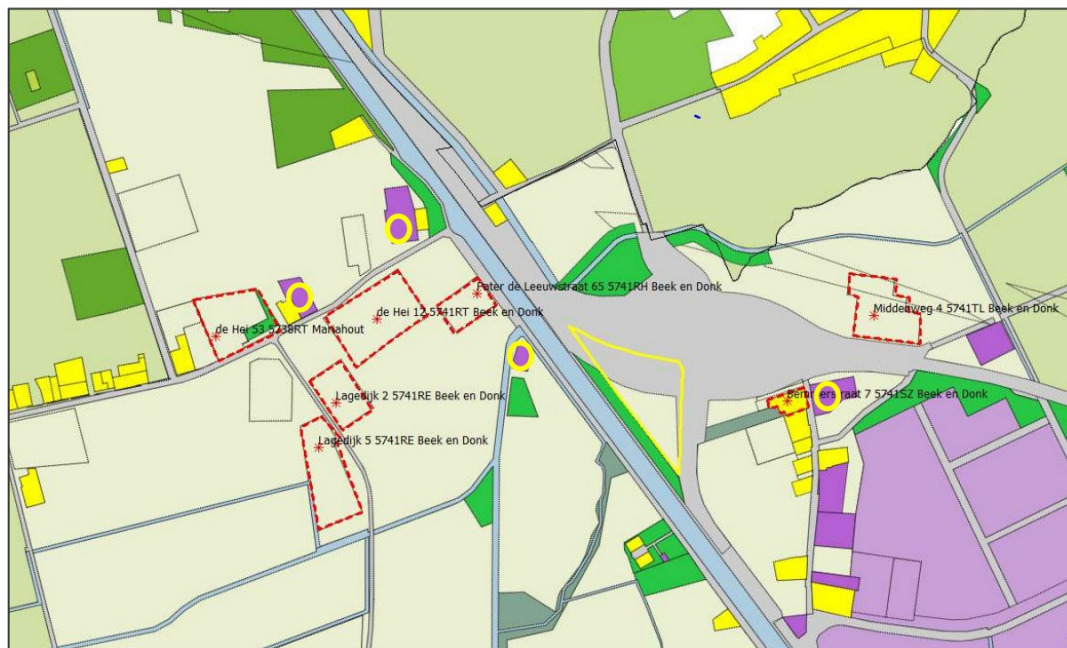 Pater de Leeuwstraat 65 5741RH Beek en Donk
de Hei 12 5741RT Beek en Donk
Middenweg 4 5741TL Beek en Donk
de Hei 53 5738RT Mariahout
Lagedijk 2 5741RE Beek en Donk
Bemmerstraat 7 5741SZ Beek en Donk
Lagedijk 5 5741RE Beek en Donk